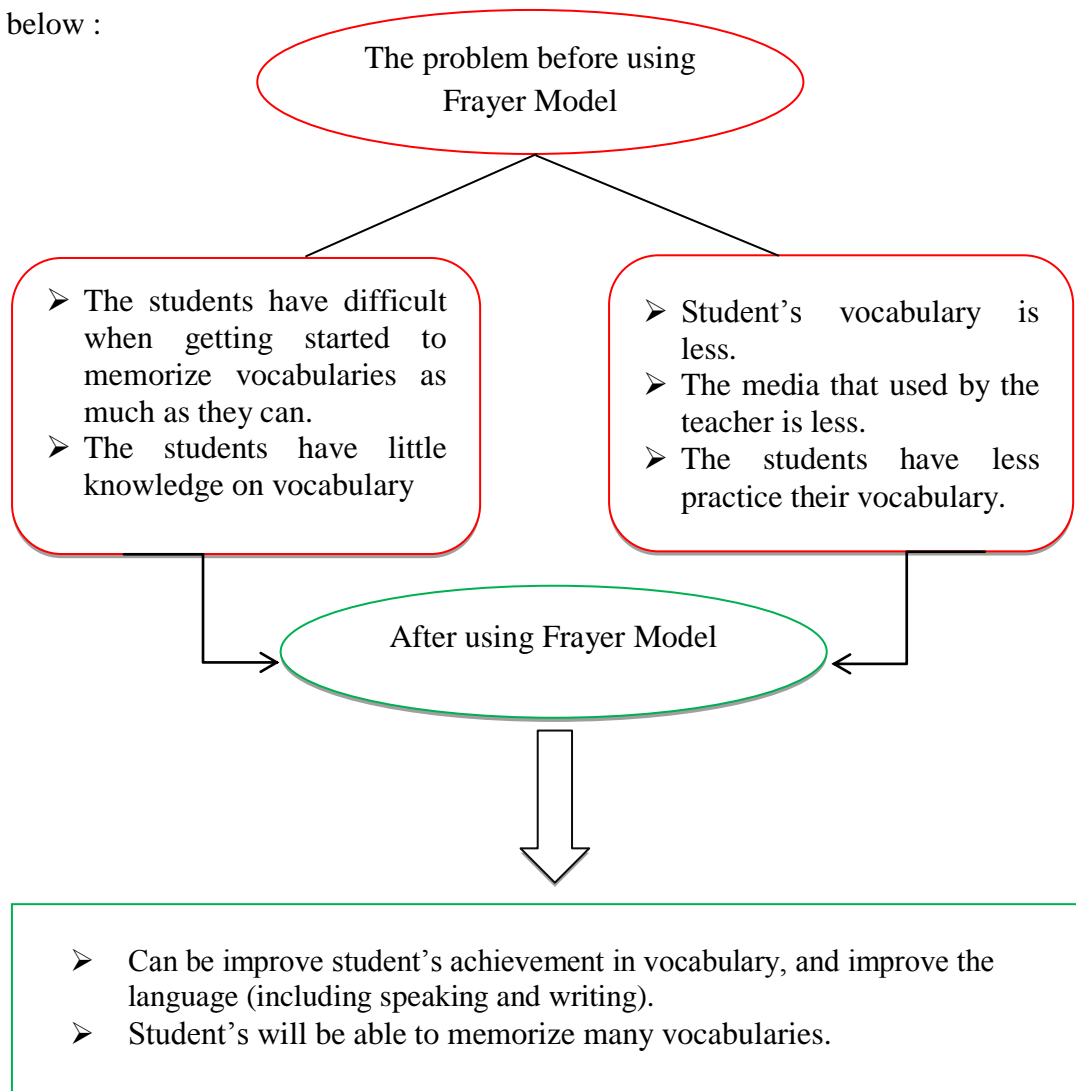 below :
The problem before using
Frayer Model
➢ The students have difficult
when getting started to
memorize vocabularies as
much as they can.
➢ The students have little
knowledge on vocabulary
➢ Student’s vocabulary is
less.
➢ The media that used by the
teacher is less.
➢ The students have less
practice their vocabulary.
After using Frayer Model
➢ Can be improve student’s achievement in vocabulary, and improve the
language (including speaking and writing).
➢ Student’s will be able to memorize many vocabularies.